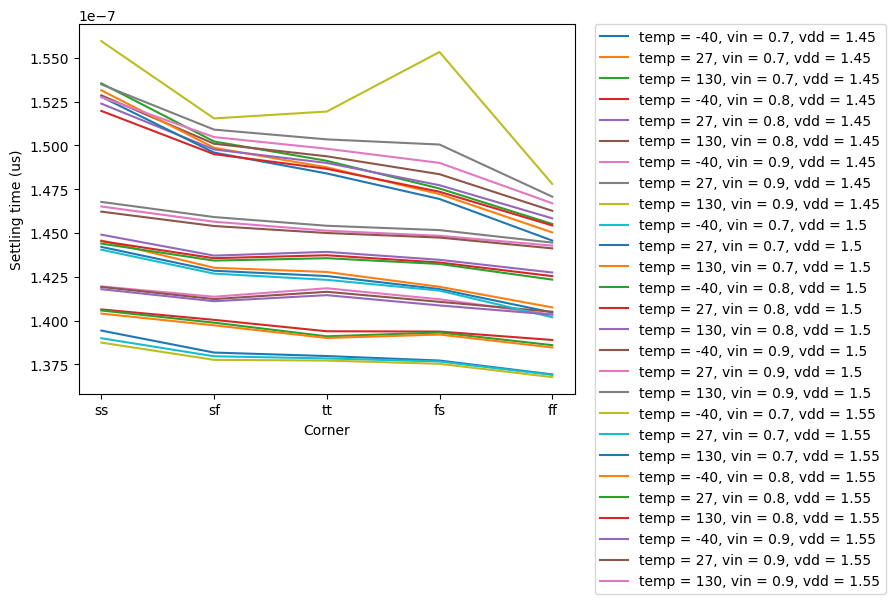 1e−7
1.550
1.525
1.500
1.475
1.450
1.425
1.400
1.375
Settling time (us)
ss
sf
tt
fs
ff
Corner
temp = -40, vin = 0.7, vdd = 1.45
temp = 27, vin = 0.7, vdd = 1.45
temp = 130, vin = 0.7, vdd = 1.45
temp = -40, vin = 0.8, vdd = 1.45
temp = 27, vin = 0.8, vdd = 1.45
temp = 130, vin = 0.8, vdd = 1.45
temp = -40, vin = 0.9, vdd = 1.45
temp = 27, vin = 0.9, vdd = 1.45
temp = 130, vin = 0.9, vdd = 1.45
temp = -40, vin = 0.7, vdd = 1.5
temp = 27, vin = 0.7, vdd = 1.5
temp = 130, vin = 0.7, vdd = 1.5
temp = -40, vin = 0.8, vdd = 1.5
temp = 27, vin = 0.8, vdd = 1.5
temp = 130, vin = 0.8, vdd = 1.5
temp = -40, vin = 0.9, vdd = 1.5
temp = 27, vin = 0.9, vdd = 1.5
temp = 130, vin = 0.9, vdd = 1.5
temp = -40, vin = 0.7, vdd = 1.55
temp = 27, vin = 0.7, vdd = 1.55
temp = 130, vin = 0.7, vdd = 1.55
temp = -40, vin = 0.8, vdd = 1.55
temp = 27, vin = 0.8, vdd = 1.55
temp = 130, vin = 0.8, vdd = 1.55
temp = -40, vin = 0.9, vdd = 1.55
temp = 27, vin = 0.9, vdd = 1.55
temp = 130, vin = 0.9, vdd = 1.55